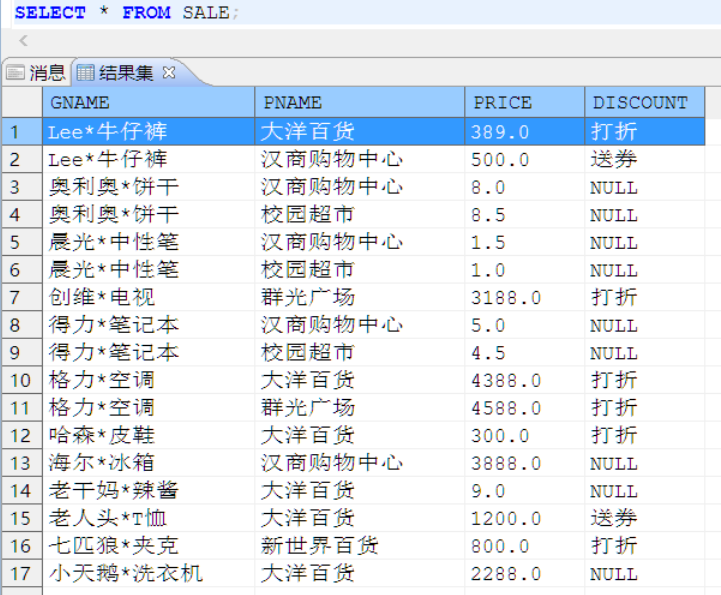 SELECT * FROM SALE;
消息 结果集
GNAME PNAME PRICE DISCOUNT
1 Lee*牛仔裤 大洋百货 389.0 打折
2 Lee*牛仔裤 汉商购物中心 500.0 送券
3 奥利奥*饼干 汉商购物中心 8.0 NULL
4 奥利奥*饼干 校园超市 8.5 NULL
5 晨光*中性笔 汉商购物中心 1.5 NULL
6 晨光*中性笔 校园超市 1.0 NULL
7 创维*电视 群光广场 3188.0 打折
8 得力*笔记本 汉商购物中心 5.0 NULL
9 得力*笔记本 校园超市 4.5 NULL
10 格力*空调 大洋百货 4388.0 打折
11 格力*空调 群光广场 4588.0 打折
12 哈森*皮鞋 大洋百货 300.0 打折
13 海尔*冰箱 汉商购物中心 3888.0 NULL
14 老干妈*辣酱 大洋百货 9.0 NULL
15 老人头*T恤 大洋百货 1200.0 送券
16 七匹狼*夹克 新世界百货 800.0 打折
17 小天鹅*洗衣机 大洋百货 2288.0 NULL